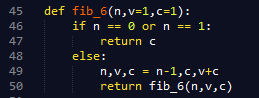 45 def fib_6(n,v=1,c=1):
46     if n == 0 or n == 1:
47         return c
48     else:
49         n,v,c = n-1,c,v+c
50         return fib_6(n,v,c)